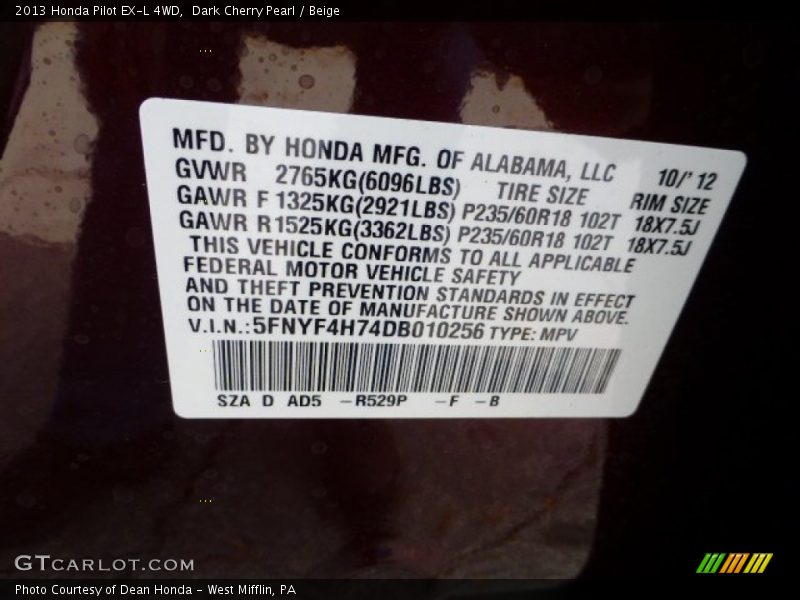 2013 Honda Pilot EX-L 4WD, Dark Cherry Pearl / Beige
MFD. BY HONDA MFG. OF ALABAMA, LLC 10/' 12
GVWR 2765KG(6096LBS) TIRE SIZE RIM SIZE
GAWR F 1325KG(2921LBS) P235/60R18 102T 18X7.5J
GAWR R 1525KG(3362LBS) P235/60R18 102T 18X7.5J
THIS VEHICLE CONFORMS TO ALL APPLICABLE
FEDERAL MOTOR VEHICLE SAFETY
AND THEFT PREVENTION STANDARDS IN EFFECT
ON THE DATE OF MANUFACTURE SHOWN ABOVE.
V.I.N.:5FNYF4H74DB010256 TYPE: MPV
SZA D AD5 -R529P -F -B
GTCARLOT.COM
Photo Courtesy of Dean Honda - West Mifflin, PA